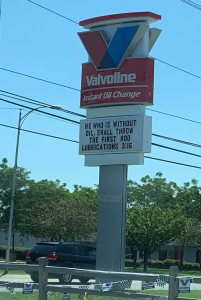 Valvoline
Instant Oil Change
HE WHO IS WITHOUT
OIL, SHALL THROW
THE FIRST ROD
LUBRICATIONS 3:16